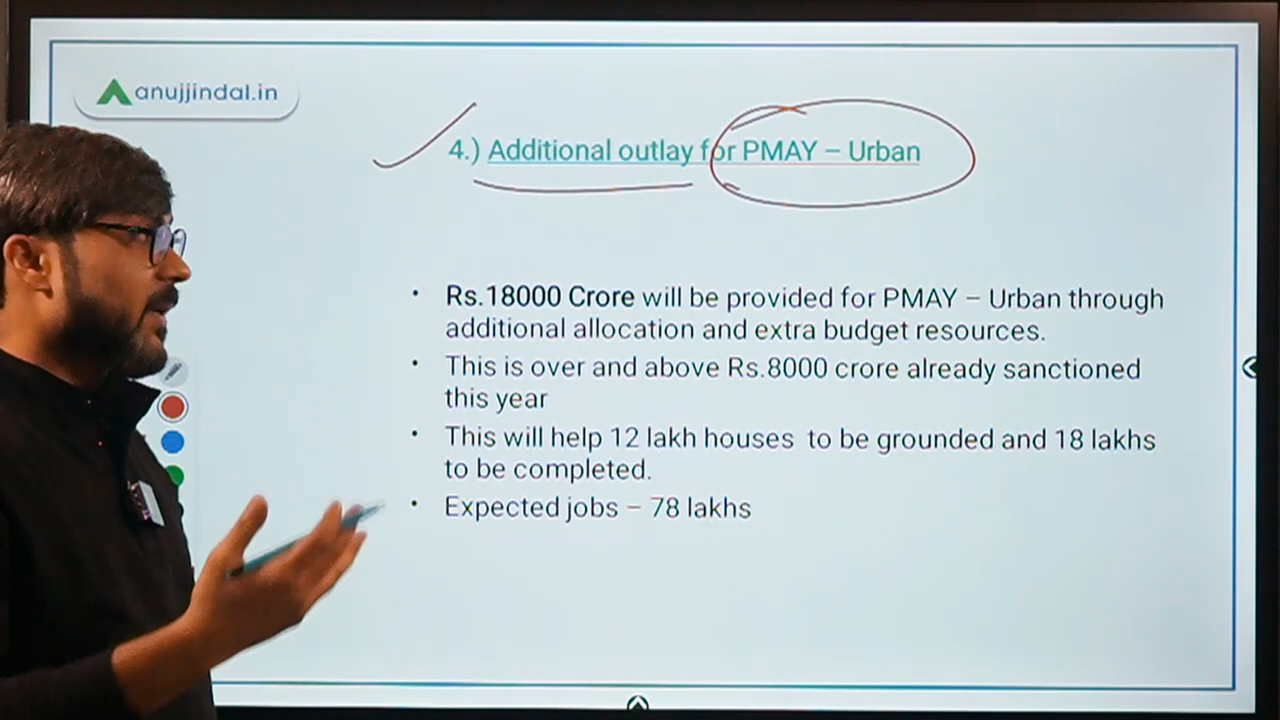 anujjindal.in
4.) Additional outlay for PMAY – Urban
• Rs.18000 Crore will be provided for PMAY – Urban through
additional allocation and extra budget resources.
• This is over and above Rs.8000 crore already sanctioned
this year
• This will help 12 lakh houses to be grounded and 18 lakhs
to be completed.
• Expected jobs – 78 lakhs